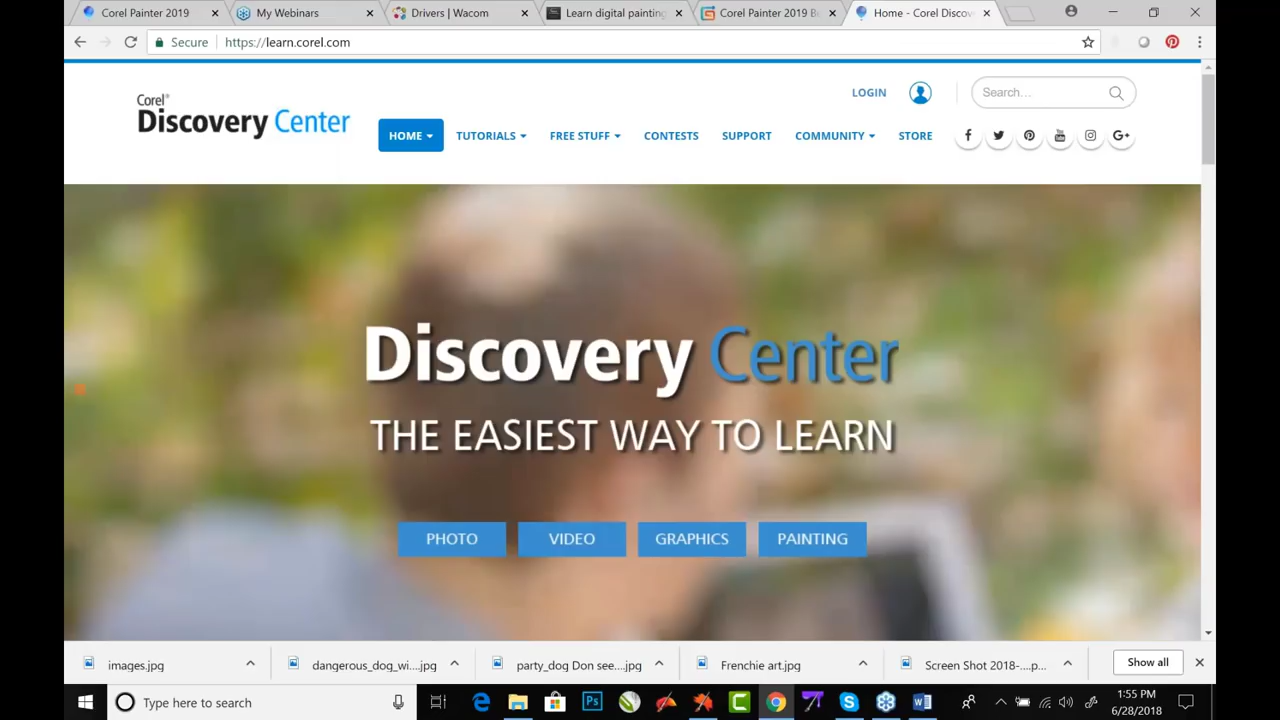 Corel Painter 2019 My Webinars Drivers | Wacom Learn digital painting Corel Painter 2019 B Home - Corel Discov
Secure https://learn.corel.com
LOGIN Search...
Corel®
Discovery Center
HOME TUTORIALS FREE STUFF CONTESTS SUPPORT COMMUNITY STORE
Discovery Center
THE EASIEST WAY TO LEARN
PHOTO VIDEO GRAPHICS PAINTING
images.jpg dangerous_dog_wi....jpg party_dog Don see....jpg Frenchie art.jpg Screen Shot 2018-....ps Show all
Type here to search
1:55 PM
6/28/2018